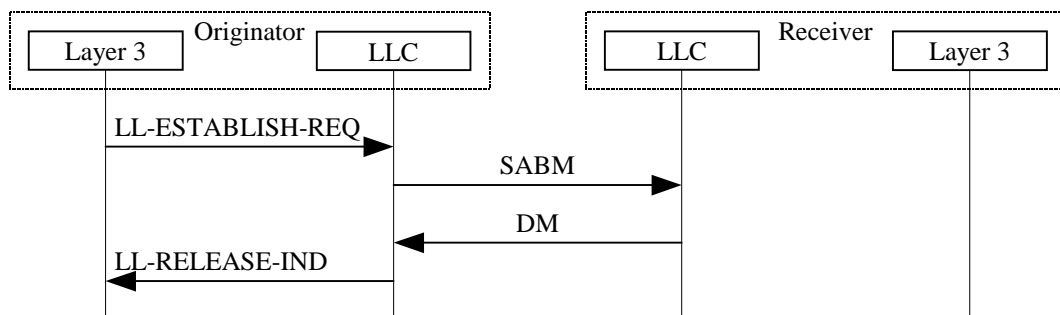 Originator
Receiver
Layer 3
LLC
LLC
Layer 3
LL-ESTABLISH-REQ
SABM
DM
LL-RELEASE-IND